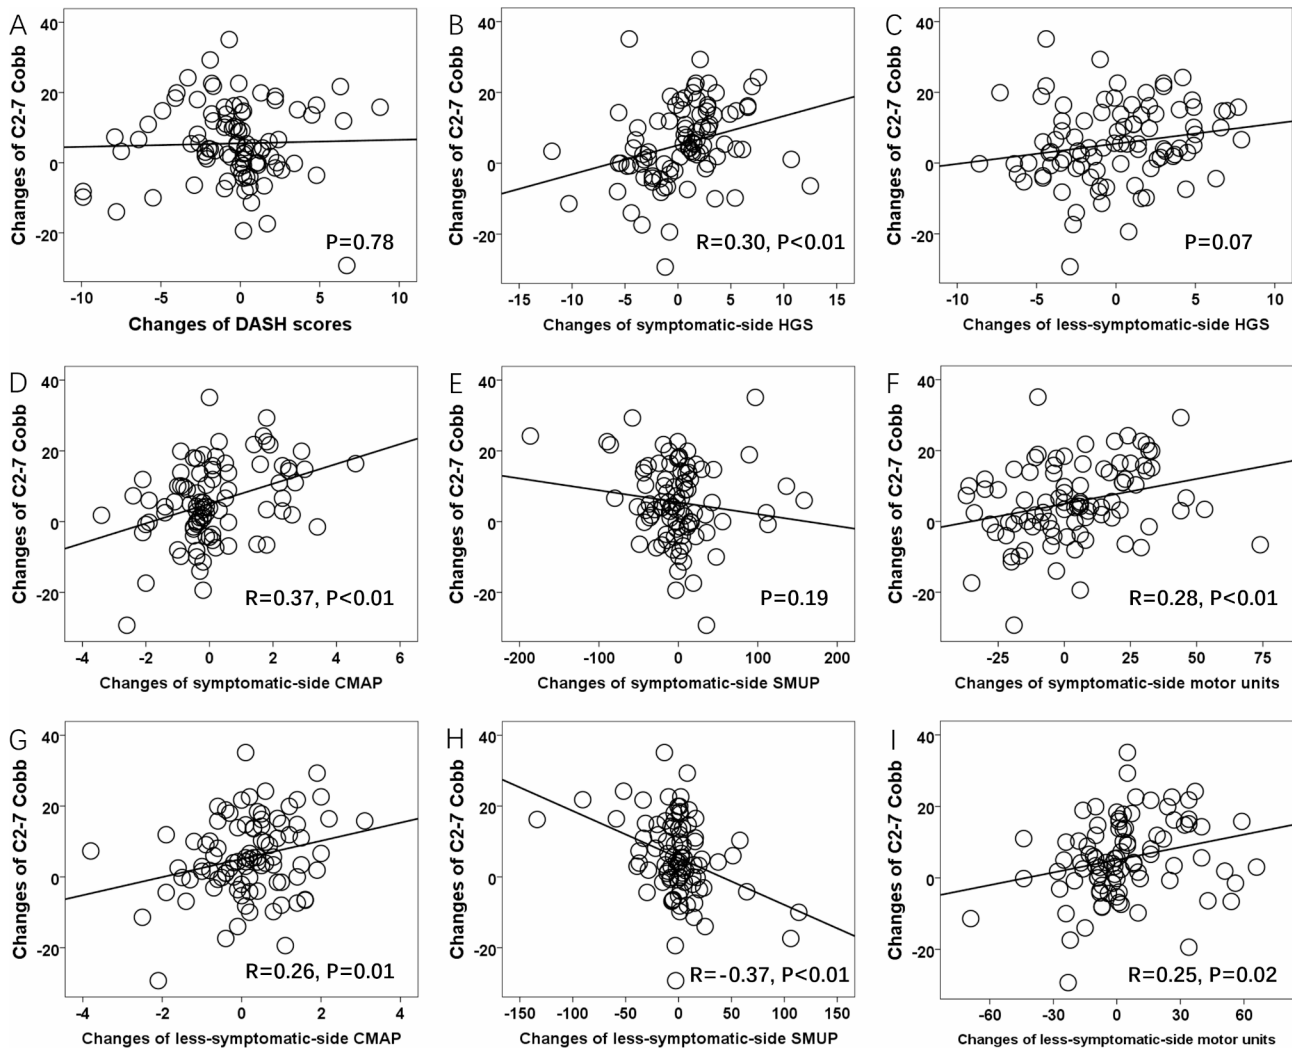 A
Changes of C2-7 Cobb
40
20
0
-20
P=0.78
-10
-5
0
5
10
Changes of DASH scores
B
Changes of C2-7 Cobb
40
20
0
-20
R=0.30, P<0.01
-15
-10
-5
0
5
10
15
Changes of symptomatic-side HGS
C
Changes of C2-7 Cobb
40
20
0
-20
P=0.07
-10
-5
0
5
10
Changes of less-symptomatic-side HGS
D
Changes of C2-7 Cobb
40
20
0
-20
R=0.37, P<0.01
-4
-2
0
2
4
6
Changes of symptomatic-side CMAP
E
Changes of C2-7 Cobb
40
20
0
-20
P=0.19
-200
-100
0
100
200
Changes of symptomatic-side SMUP
F
Changes of C2-7 Cobb
40
20
0
-20
R=0.28, P<0.01
-25
0
25
50
75
Changes of symptomatic-side motor units
G
Changes of C2-7 Cobb
40
20
0
-20
R=0.26, P=0.01
-4
-2
0
2
4
Changes of less-symptomatic-side CMAP
H
Changes of C2-7 Cobb
40
20
0
-20
R=-0.37, P<0.01
-150
-100
-50
0
50
100
150
Changes of less-symptomatic-side SMUP
I
Changes of C2-7 Cobb
40
20
0
-20
R=0.25, P=0.02
-60
-30
0
30
60
Changes of less-symptomatic-side motor units